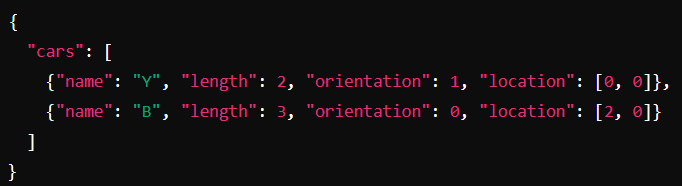 {
  "cars": [
    {"name": "Y", "length": 2, "orientation": 1, "location": [0, 0]},
    {"name": "B", "length": 3, "orientation": 0, "location": [2, 0]}
  ]
}